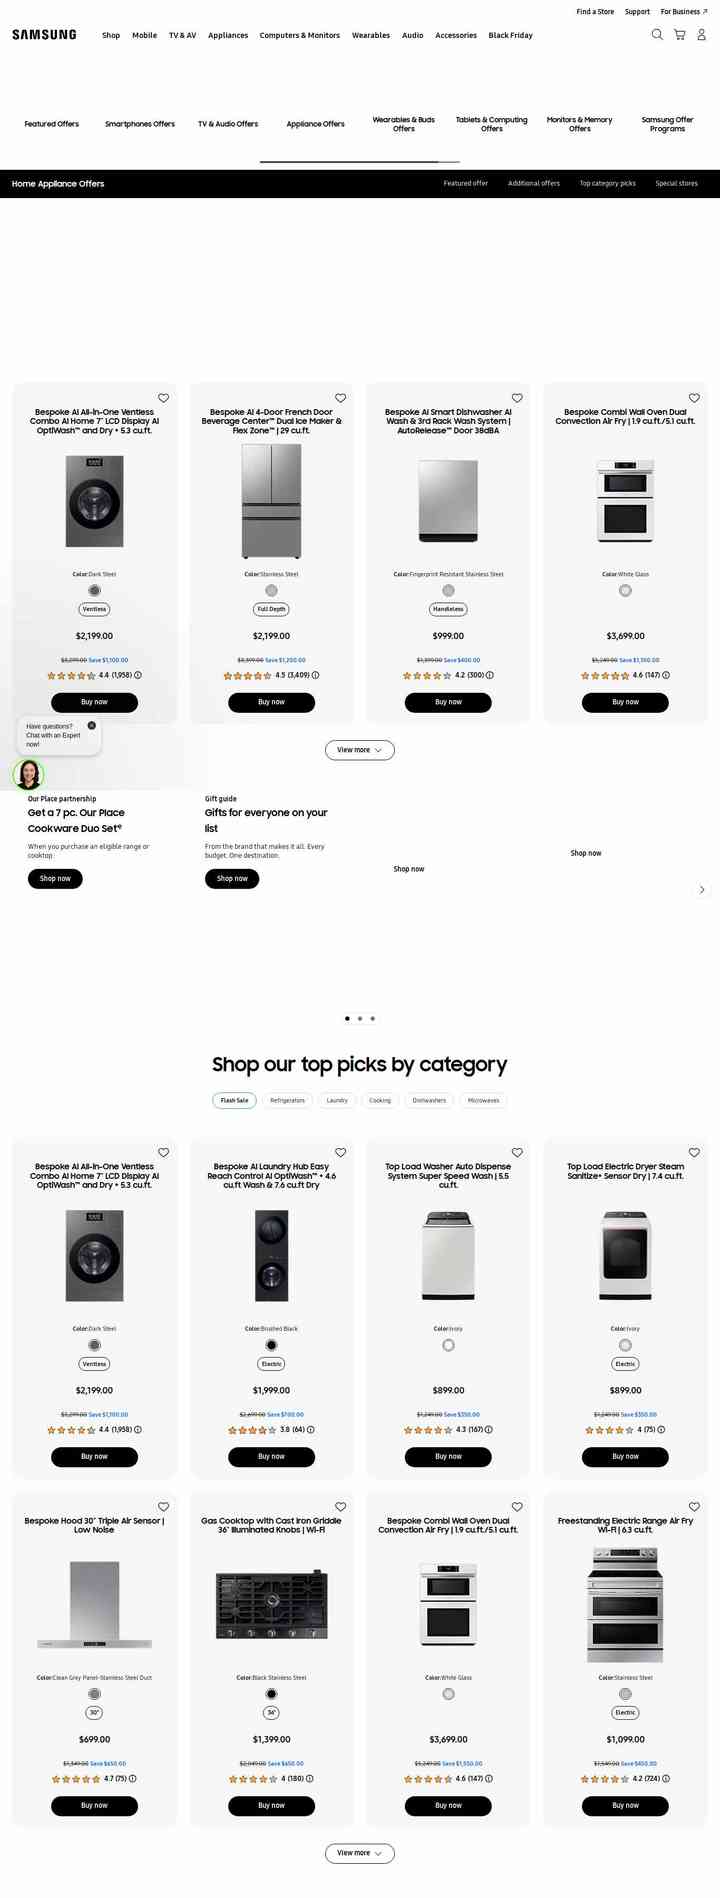 Find a Store Support For Business
SAMSUNG Shop Mobile TV & AV Appliances Computers & Monitors Wearables Audio Accessories Black Friday
Featured Offers Smartphones Offers TV & Audio Offers Appliance Offers
Wearables & Buds
Offers
Tablets & Computing
Offers
Monitors & Memory
Offers
Samsung Offer
Programs
Home Appliance Offers Featured offer Additional offers Top category picks Special stores
Bespoke AI All-in-One Ventless
Combo AI Home 7" LCD Display AI
OptiWash™ and Dry • 5.3 cu.ft.
Color:Dark Steel
Ventless
$2,199.00
$3,299.00 Save $1,100.00
4.4 (1,958)
Buy now
Bespoke AI 4-Door French Door
Beverage Center™ Dual Ice Maker &
Flex Zone™ | 29 cu.ft.
Color:Stainless Steel
Full Depth
$2,199.00
$3,399.00 Save $1,200.00
4.5 (3,409)
Buy now
Bespoke AI Smart Dishwasher AI
Wash & 3rd Rack Wash System |
AutoRelease™ Door 38dBA
Color:Fingerprint Resistant Stainless Steel
Handleless
$999.00
$1,399.00 Save $400.00
4.2 (300)
Buy now
Bespoke Combi Wall Oven Dual
Convection Air Fry | 1.9 cu.ft./5.1 cu.ft.
Color:White Glass
$3,699.00
$5,249.00 Save $1,550.00
4.6 (147)
Buy now
Have questions?
Chat with an Expert
now!
View more
Our Place partnership
Get a 7 pc. Our Place
Cookware Duo Set
When you purchase an eligible range or
cooktop
Shop now
Gift guide
Gifts for everyone on your
list
From the brand that makes it all. Every
budget. One destination.
Shop now
Shop now
Shop now
Shop our top picks by category
Flash Sale Refrigerators Laundry Cooking Dishwashers Microwaves
Bespoke AI All-in-One Ventless
Combo AI Home 7" LCD Display AI
OptiWash™ and Dry • 5.3 cu.ft.
Color:Dark Steel
Ventless
$2,199.00
$3,299.00 Save $1,100.00
4.4 (1,958)
Buy now
Bespoke AI Laundry Hub Easy
Reach Control AI OptiWash™ • 4.6
cu.ft Wash & 7.6 cu.ft Dry
Color:Brushed Black
Electric
$1,999.00
$2,699.00 Save $700.00
3.8 (64)
Buy now
Top Load Washer Auto Dispense
System Super Speed Wash | 5.5
cu.ft.
Color:Ivory
$899.00
$1,249.00 Save $350.00
4.3 (167)
Buy now
Top Load Electric Dryer Steam
Sanitize+ Sensor Dry | 7.4 cu.ft.
Color:Ivory
Electric
$899.00
$1,249.00 Save $350.00
4 (75)
Buy now
Bespoke Hood 30" Triple Air Sensor |
Low Noise
Color:Clean Grey Panel-Stainless Steel Duct
30"
$699.00
$1,349.00 Save $650.00
4.7 (75)
Buy now
Gas Cooktop with Cast Iron Griddle
36" Illuminated Knobs | Wi-Fi
Color:Black Stainless Steel
36"
$1,399.00
$2,049.00 Save $650.00
4 (180)
Buy now
Bespoke Combi Wall Oven Dual
Convection Air Fry | 1.9 cu.ft./5.1 cu.ft.
Color:White Glass
$3,699.00
$5,249.00 Save $1,550.00
4.6 (147)
Buy now
Freestanding Electric Range Air Fry
Wi-Fi | 6.3 cu.ft.
Color:Stainless Steel
Electric
$1,099.00
$1,549.00 Save $450.00
4.2 (724)
Buy now
View more